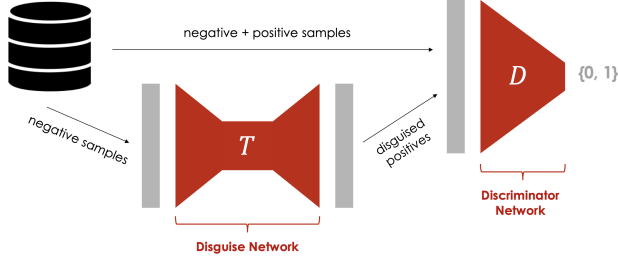 negative + positive samples
D
{0, 1}
negative samples
T
disguised
positives
Discriminator
Network
Disguise Network